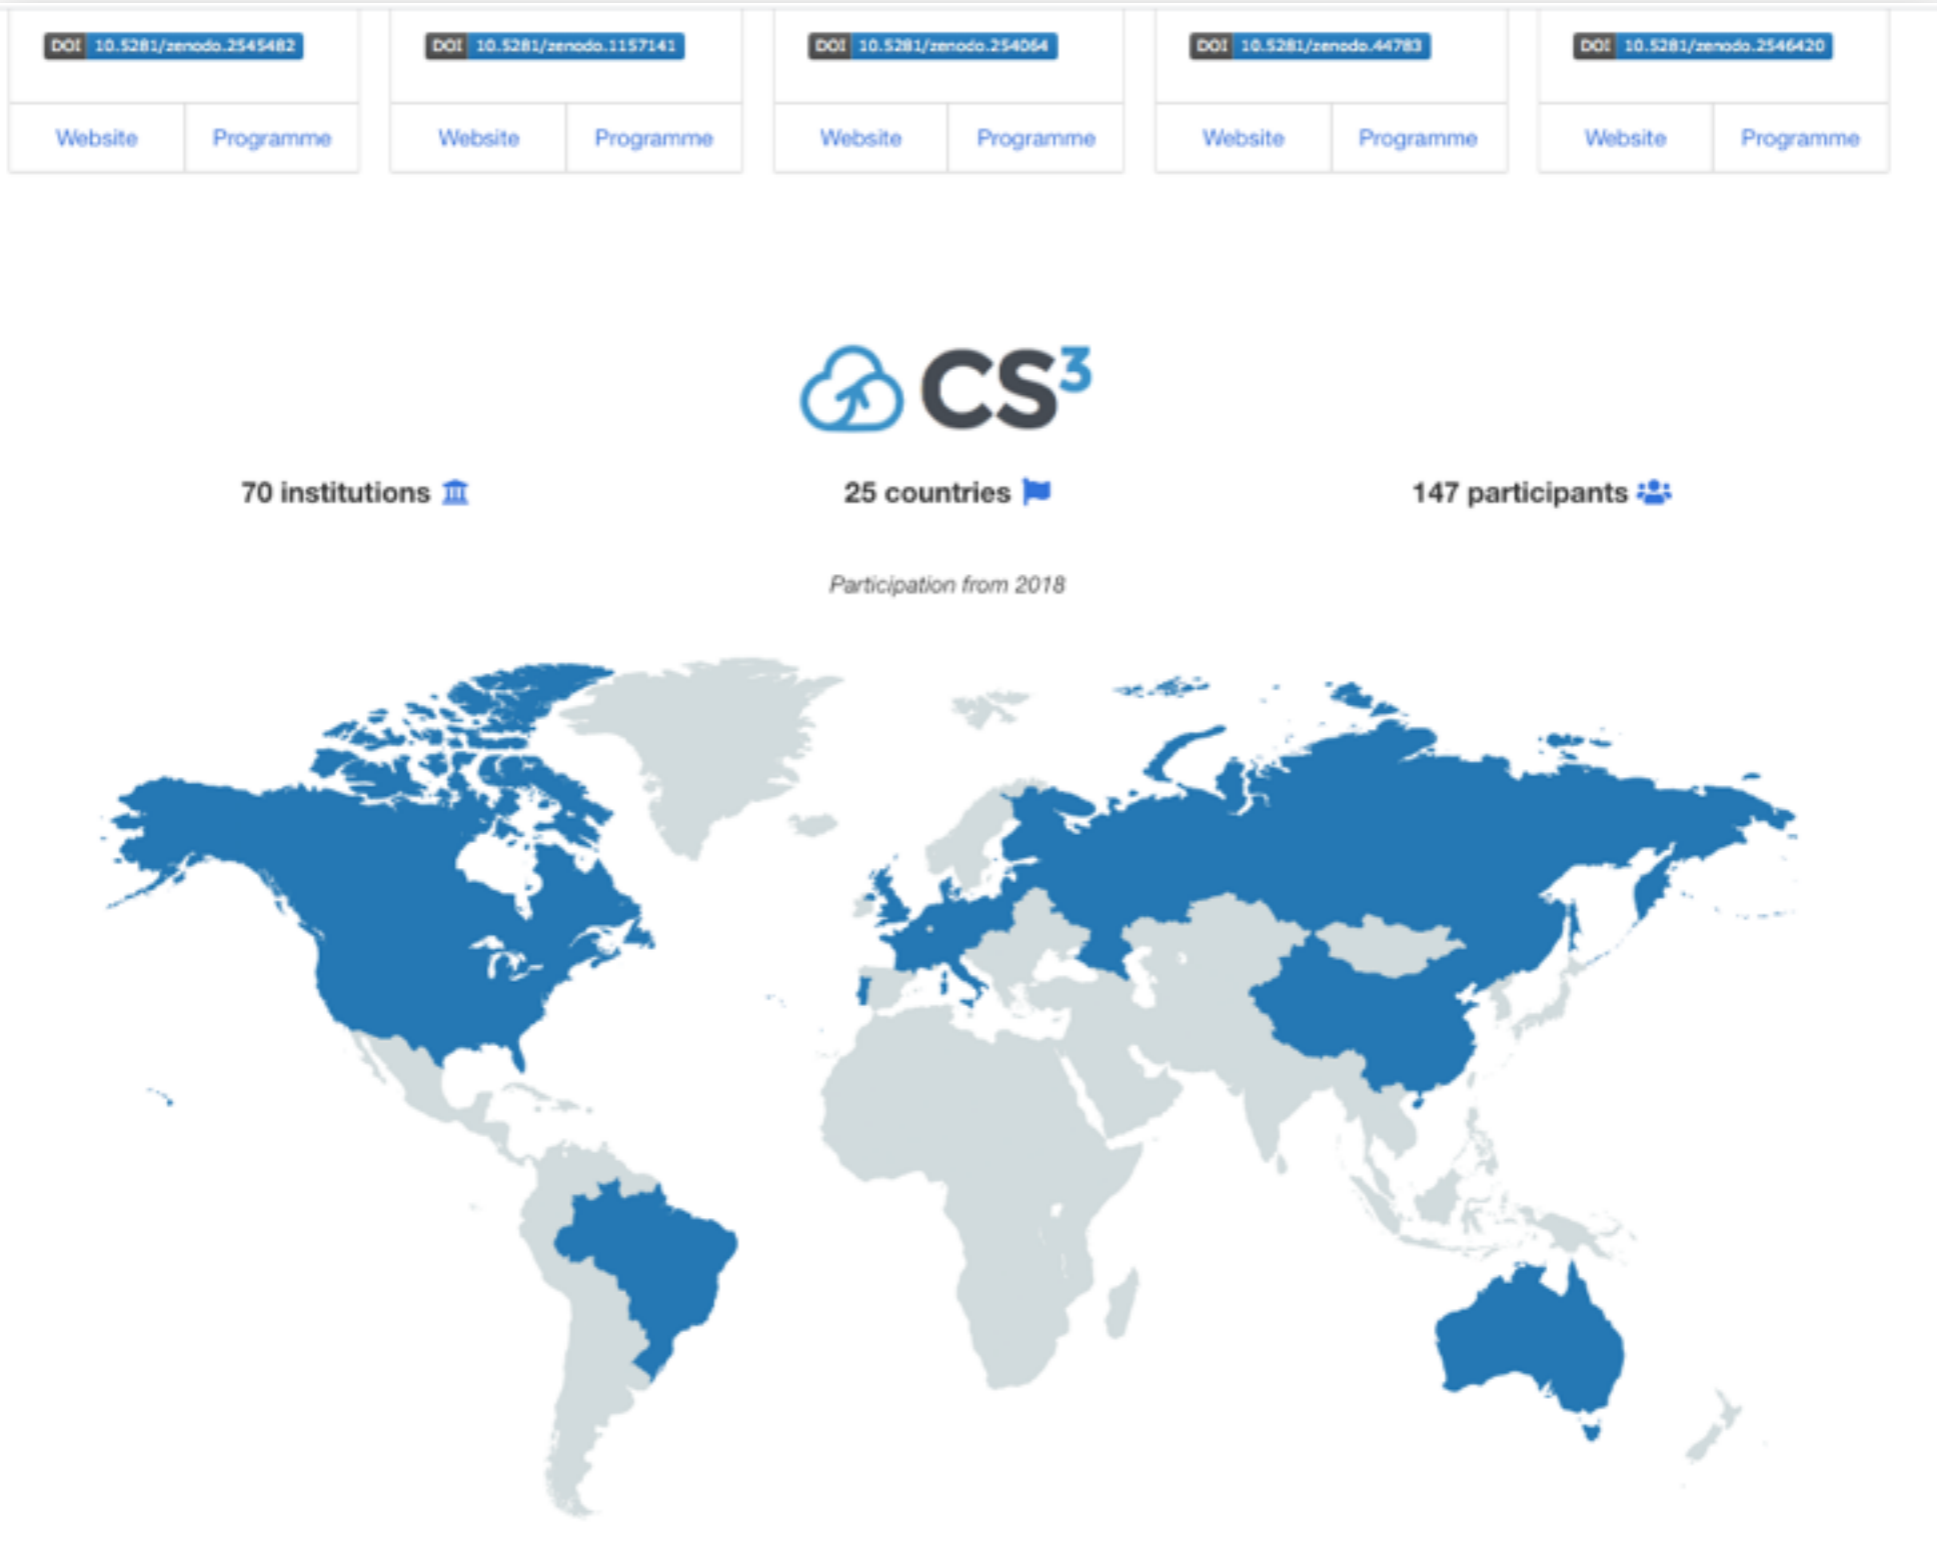 DOI 10.5281/zenodo.2545482 DOI 10.5281/zenodo.1157141 DOI 10.5281/zenodo.254064 DOI 10.5281/zenodo.44783 DOI 10.5281/zenodo.2546420
Website Programme Website Programme Website Programme Website Programme Website Programme
CS³
70 institutions 25 countries 147 participants
Participation from 2018